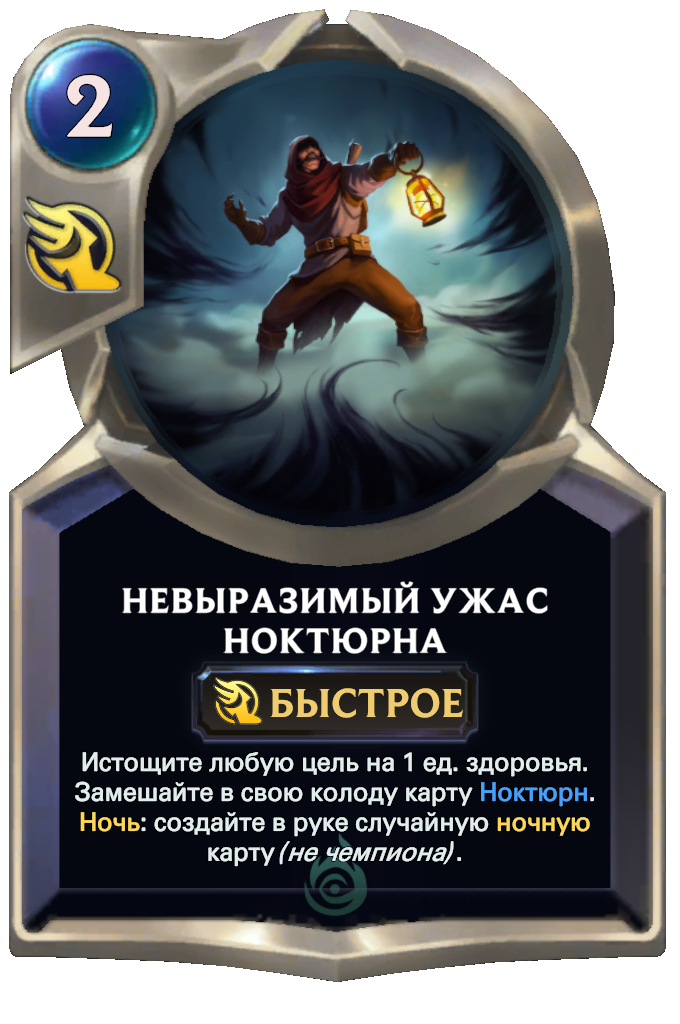 2
НЕВЫРАЗИМЫЙ УЖАС
НОКТЮРНА
БЫСТРОЕ
Истощите любую цель на 1 ед. здоровья.
Замешайте в свою колоду карту Ноктюрн.
Ночь: создайте в руке случайную ночную
карту (не чемпиона).